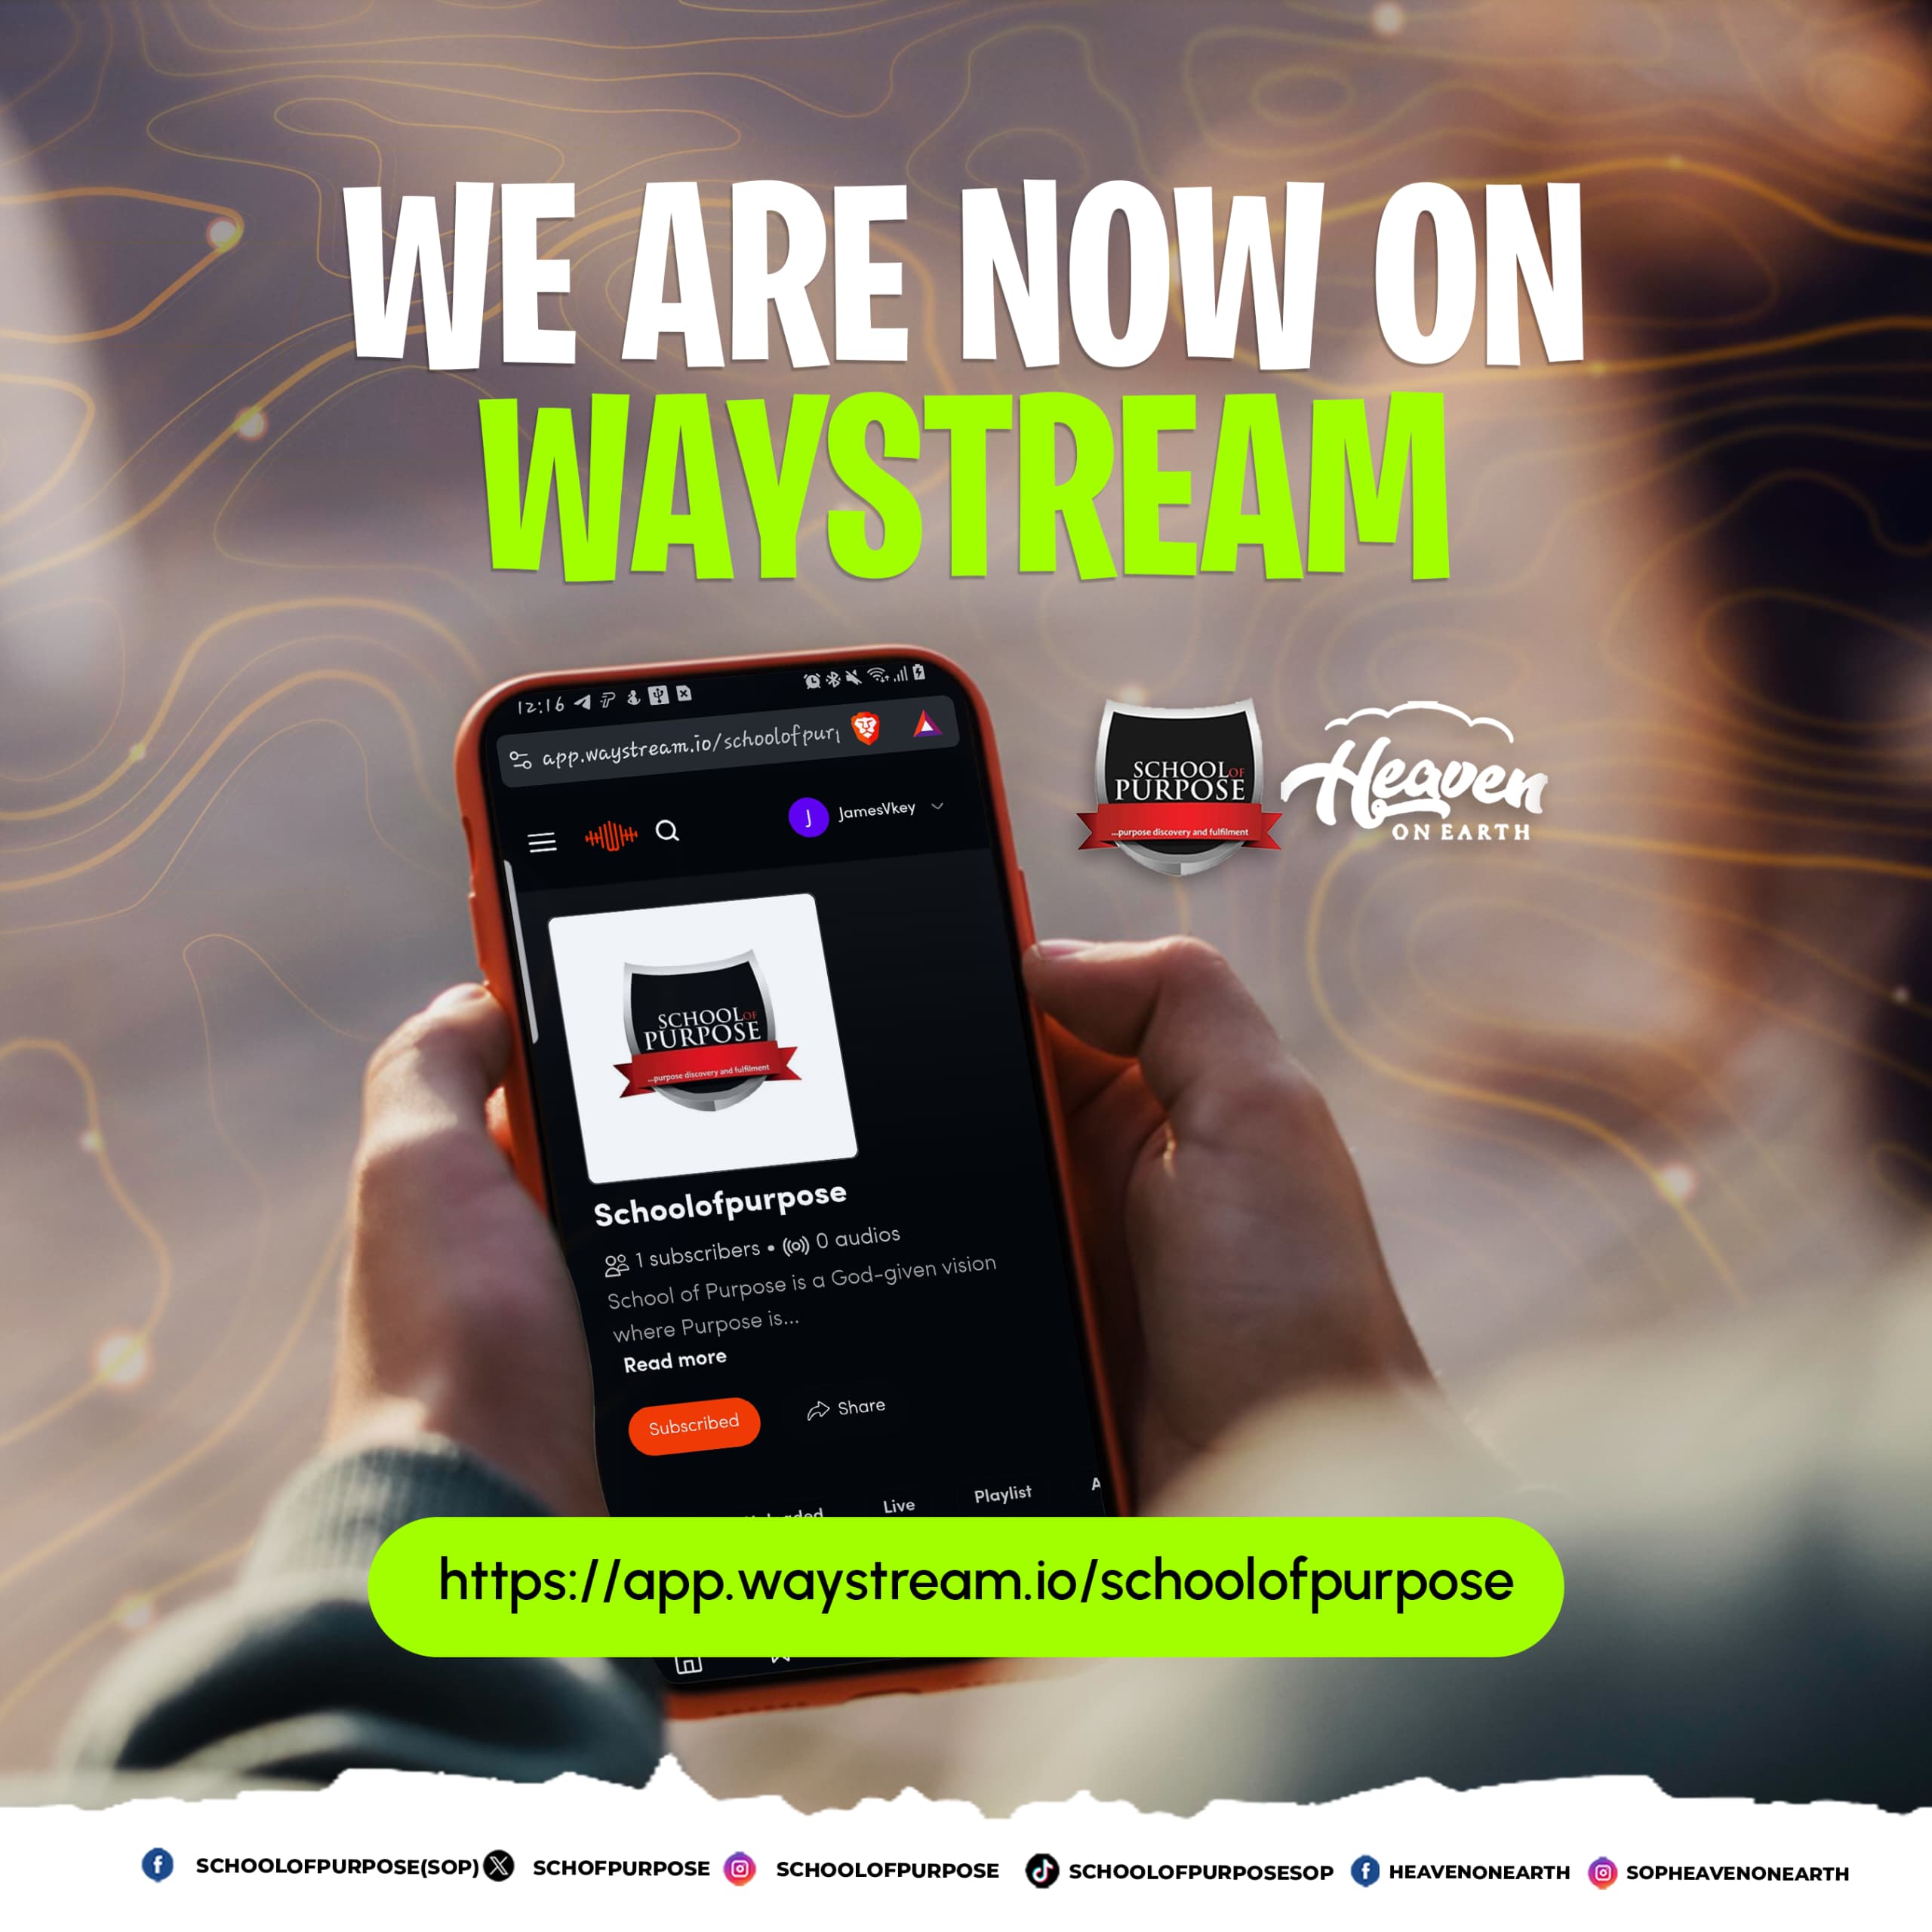 WE ARE NOW ON
WAYSTREAM
12:16
app.waystream.io/schoolofpur
JamesVkey
J
SCHOOL OF
PURPOSE
...purpose discovery and fulfilment
Heaven
ON EARTH
SCHOOL OF
PURPOSE
...purpose discovery and fulfilment
Schoolofpurpose
1 subscribers • 0 audios
School of Purpose is a God-given vision
where Purpose is...
Read more
Subscribed
Share
Live
Playlist
A
https://app.waystream.io/schoolofpurpose
SCHOOLOFPURPOSE(SOP)
SCHOFPURPOSE
SCHOOLOFPURPOSE
SCHOOLOFPURPOSESOP
HEAVENONEARTH
SOPHEAVENONEARTH